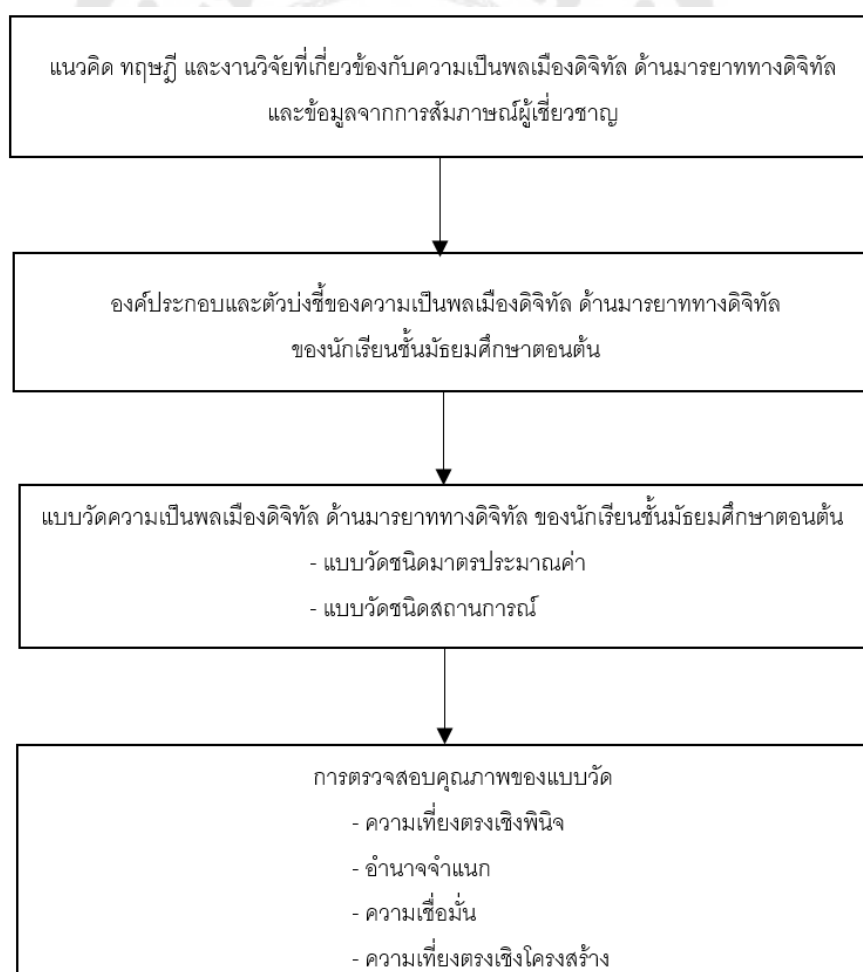 แนวคิด ทฤษฎี และงานวิจัยที่เกี่ยวข้องกับความเป็นพลเมืองดิจิทัล ด้านมารยาททางดิจิทัล
และข้อมูลจากการสัมภาษณ์ผู้เชี่ยวชาญ
องค์ประกอบและตัวบ่งชี้ของความเป็นพลเมืองดิจิทัล ด้านมารยาททางดิจิทัล
ของนักเรียนชั้นมัธยมศึกษาตอนต้น
แบบวัดความเป็นพลเมืองดิจิทัล ด้านมารยาททางดิจิทัล ของนักเรียนชั้นมัธยมศึกษาตอนต้น
- แบบวัดชนิดมาตรประมาณค่า
- แบบวัดชนิดสถานการณ์
การตรวจสอบคุณภาพของแบบวัด
- ความเที่ยงตรงเชิงพินิจ
- อำนาจจำแนก
- ความเชื่อมั่น
- ความเที่ยงตรงเชิงโครงสร้าง